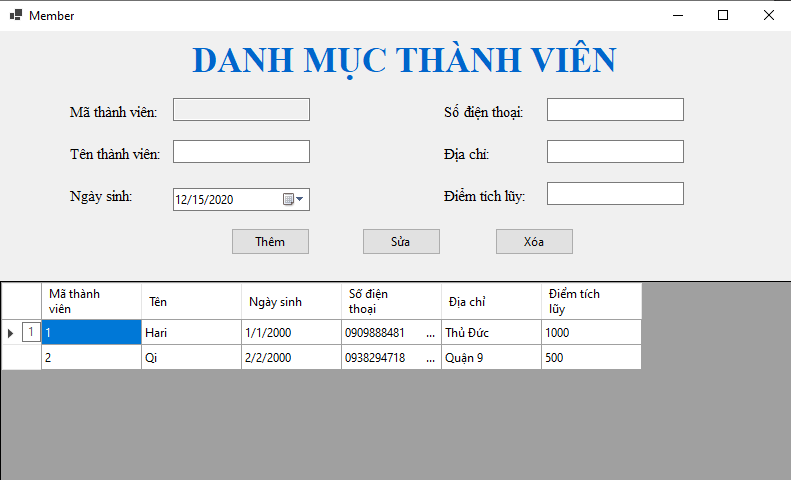 Member
DANH MỤC THÀNH VIÊN
Mã thành viên:
Số điện thoại:
Tên thành viên:
Địa chỉ:
Ngày sinh:
12/15/2020
Điểm tích lũy:
Thêm
Sửa
Xóa
Mã thành viên
Tên
Ngày sinh
Số điện thoại
Địa chỉ
Điểm tích lũy
1
1
Hari
1/1/2000
0909888481 ...
Thủ Đức
1000
2
Qi
2/2/2000
0938294718 ...
Quận 9
500